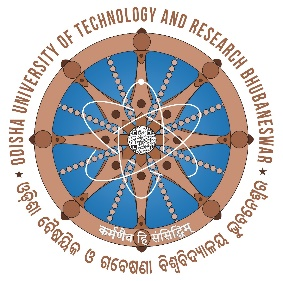 ODISHA UNIVERSITY OF TECHNOLOGY AND RESEARCH BHUBANESWAR
कर्मणैव हि संसिद्धिम्
ଓଡ଼ିଶା ବୈଷୟିକ ଓ ଗବେଷଣା ବିଶ୍ୱବିଦ୍ୟାଳୟ ଭୁବନେଶ୍ୱର